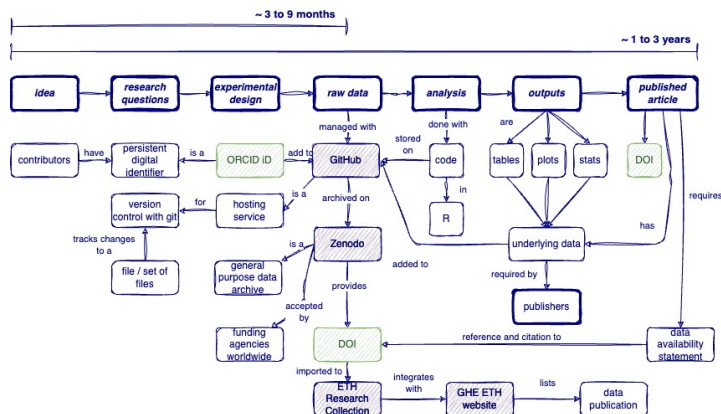 ~ 3 to 9 months
~ 1 to 3 years
idea
research
questions
experimental
design
raw data
analysis
outputs
published
article
managed with
done with
are
contributors
have
persistent
digital
identifier
is a
ORCID iD
add to
GitHub
stored
on
code
tables
plots
stats
DOI
requires
is a
in
version
control with git
for
hosting
service
archived on
R
has
tracks changes
to a
Zenodo
underlying data
is a
added to
file / set of
files
general
purpose data
archive
provides
required by
accepted
by
publishers
funding
agencies
worldwide
DOI
reference and citation to
data
availability
statement
imported to
ETH
Research
Collection
integrates
with
GHE ETH
website
lists
data
publication